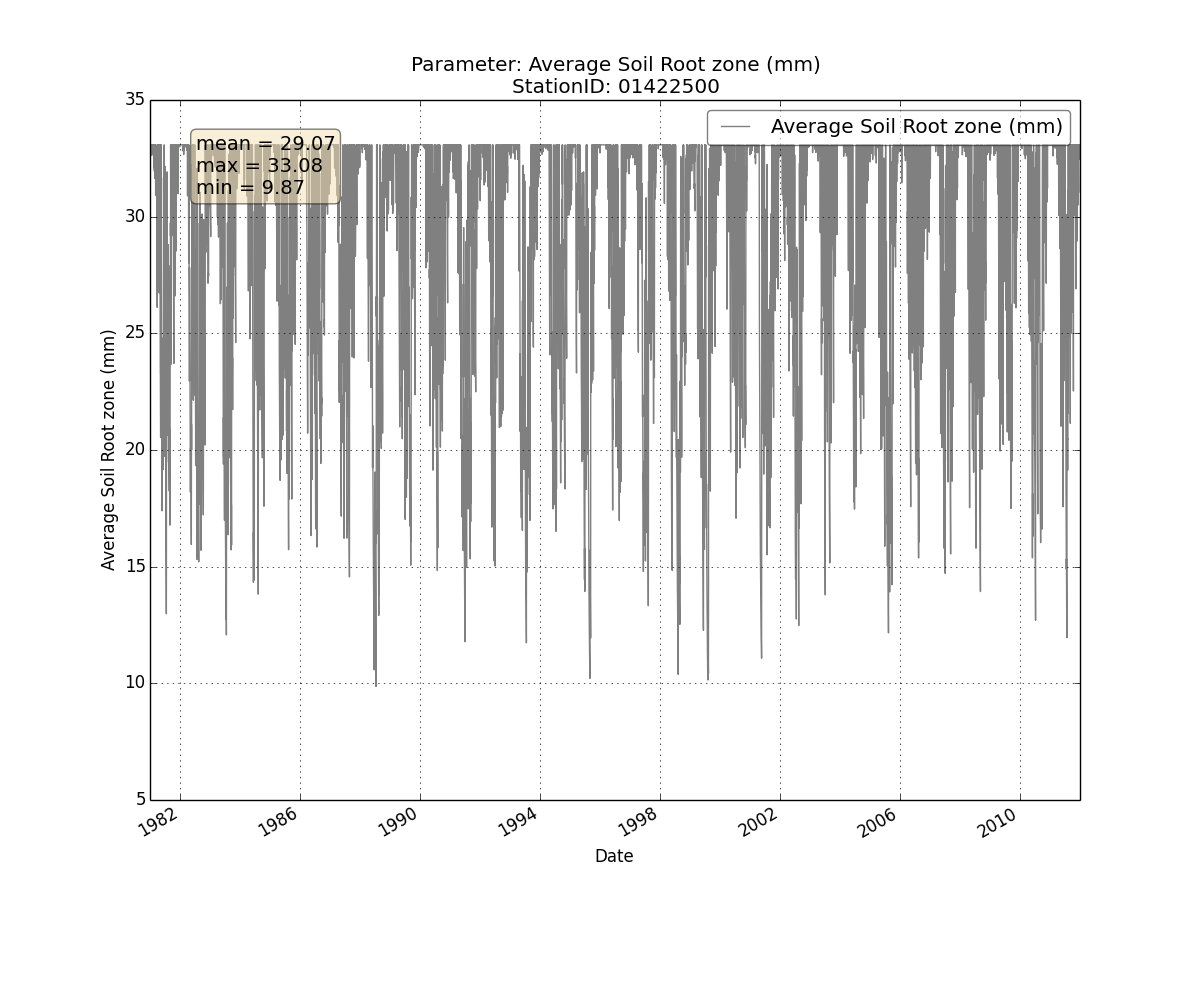 Parameter: Average Soil Root zone (mm)
StationID: 01422500
35
Average Soil Root zone (mm)
mean = 29.07
max = 33.08
min = 9.87
30
25
Average Soil Root zone (mm)
20
15
10
5
1982
1986
1990
1994
1998
2002
2006
2010
Date